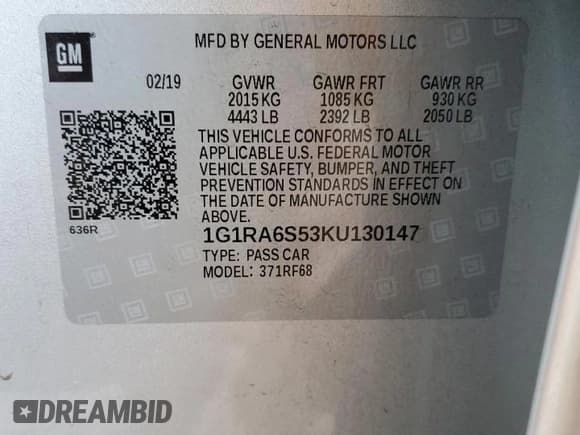 GM
MFD BY GENERAL MOTORS LLC
02/19 GVWR GAWR FRT GAWR RR
2015 KG 1085 KG 930 KG
4443 LB 2392 LB 2050 LB
THIS VEHICLE CONFORMS TO ALL
APPLICABLE U.S. FEDERAL MOTOR
VEHICLE SAFETY, BUMPER, AND THEFT
PREVENTION STANDARDS IN EFFECT ON
THE DATE OF MANUFACTURE SHOWN
ABOVE.
636R
1G1RA6S53KU130147
TYPE: PASS CAR
MODEL: 371RF68
DREAMBID